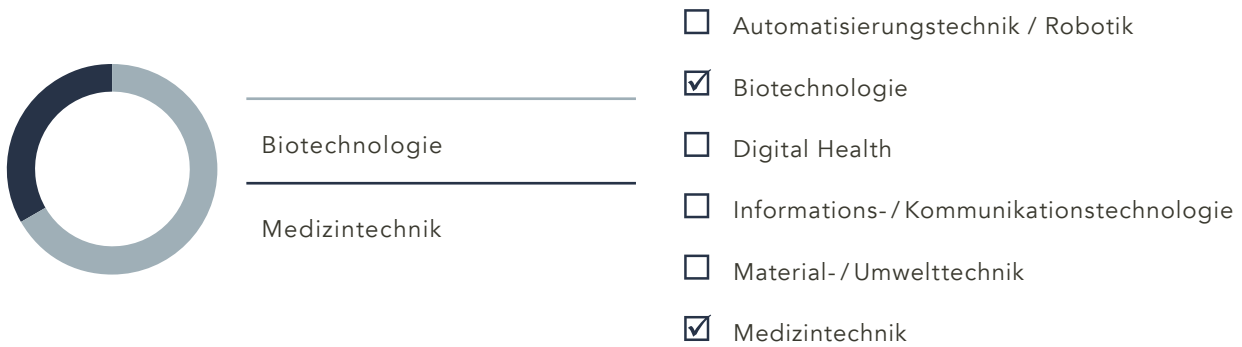 Biotechnologie
Medizintechnik
Automatisierungstechnik / Robotik
Biotechnologie
Digital Health
Informations- / Kommunikationstechnologie
Material- / Umwelttechnik
Medizintechnik